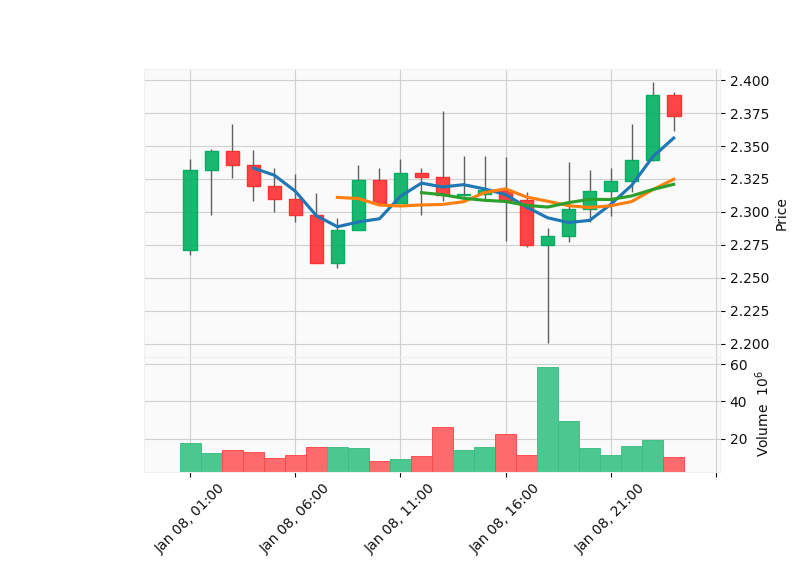 2.400
2.375
2.350
2.325
2.300
2.275
2.250
2.225
2.200
Price
60
40
20
Volume 10^6
Jan 08, 01:00
Jan 08, 06:00
Jan 08, 11:00
Jan 08, 16:00
Jan 08, 21:00